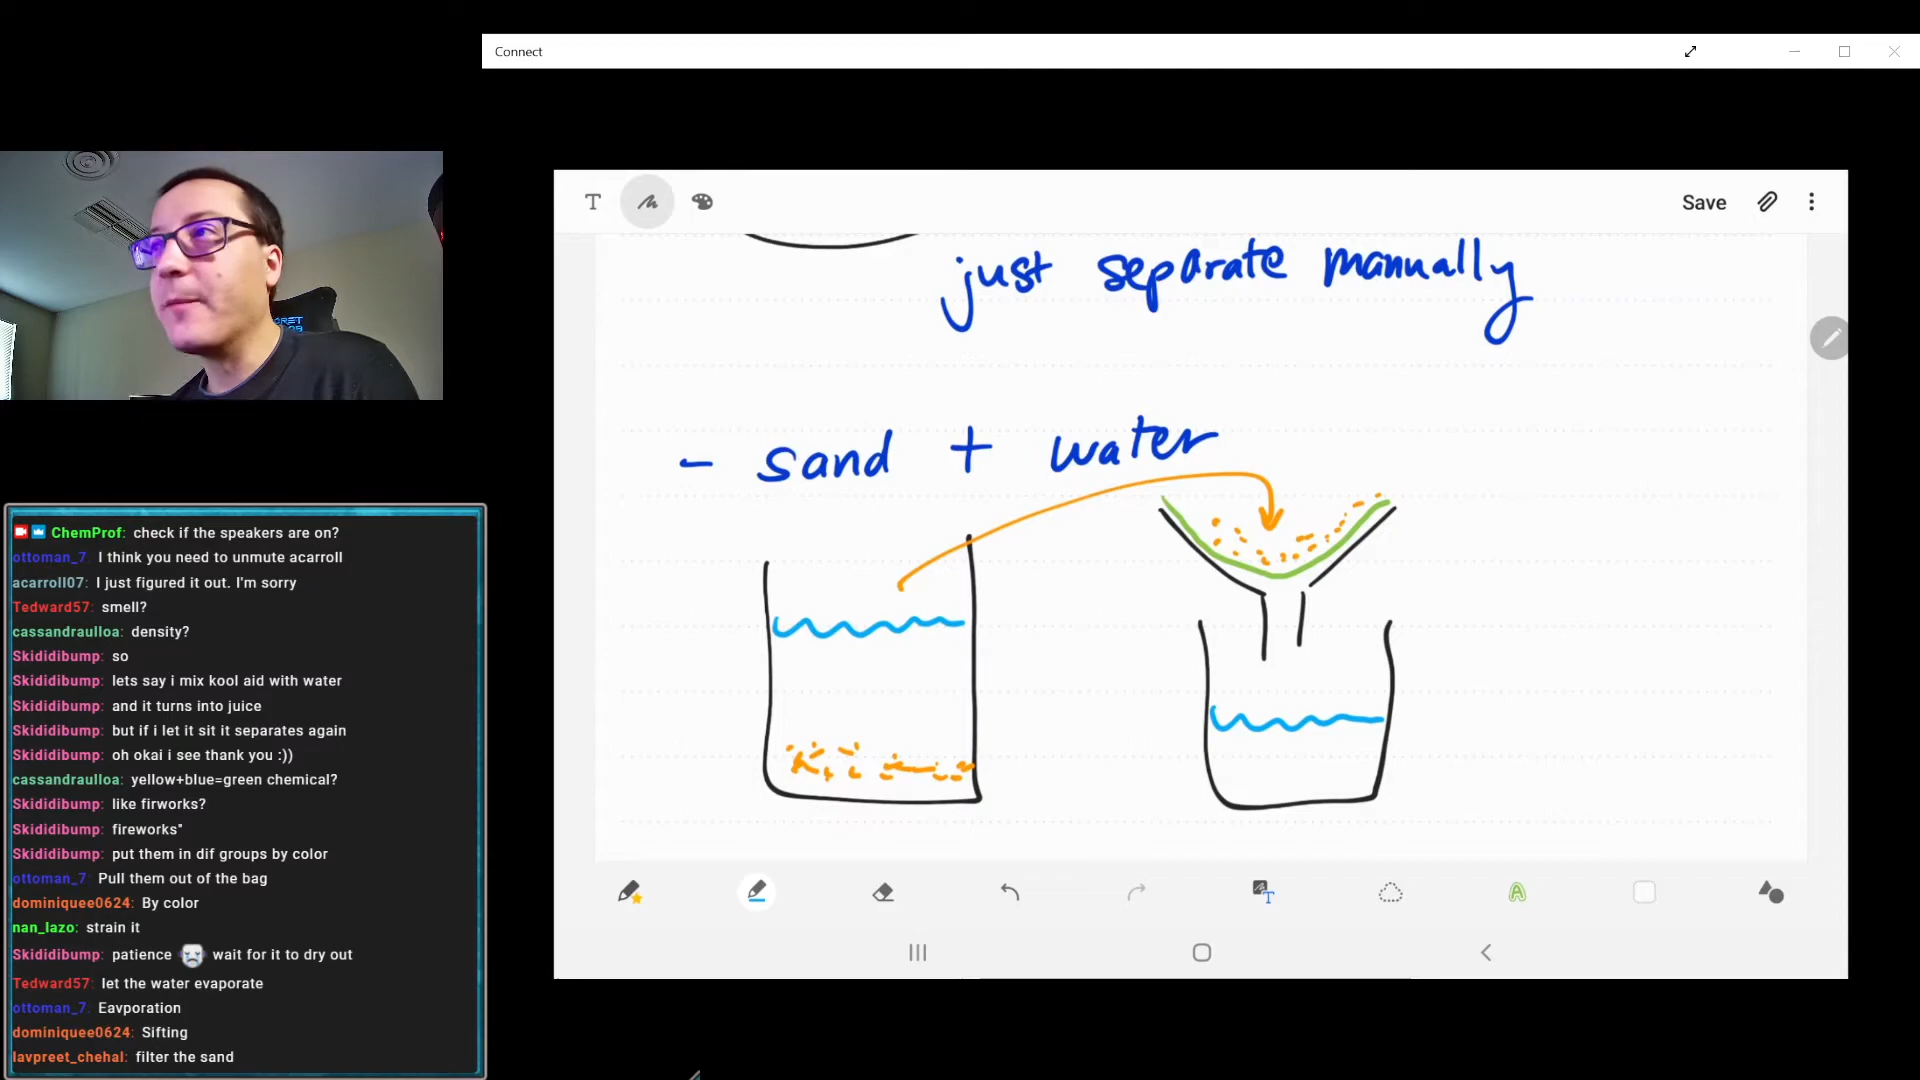 Connect
T
Save
just separate manually
- sand + water
ChemProf: check if the speakers are on?
ottoman_7: I think you need to unmute acarroll
acarroll07: I just figured it out. I'm sorry
Tedward57: smell?
cassandraulloa: density?
Skididibump: so
Skididibump: lets say i mix kool aid with water
Skididibump: and it turns into juice
Skididibump: but if i let it sit it separates again
Skididibump: oh okai i see thank you :))
cassandraulloa: yellow+blue=green chemical?
Skididibump: like firworks?
Skididibump: fireworks"
Skididibump: put them in dif groups by color
ottoman_7: Pull them out of the bag
dominiquee0624: By color
nan_lazo: strain it
Skididibump: patience wait for it to dry out
Tedward57: let the water evaporate
ottoman_7: Eavporation
dominiquee0624: Sifting
lavpreet_chehal: filter the sand